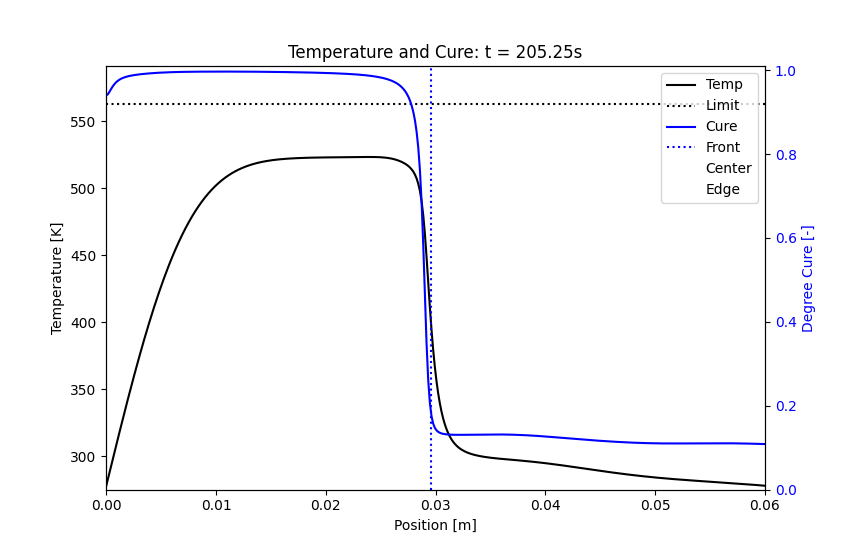 Temperature and Cure: t = 205.25s
Temp
Limit
Cure
Front
Center
Edge
550
500
450
400
350
300
Temperature [K]
1.0
0.8
0.6
0.4
0.2
0.0
Degree Cure [-]
0.00 0.01 0.02 0.03 0.04 0.05 0.06
Position [m]